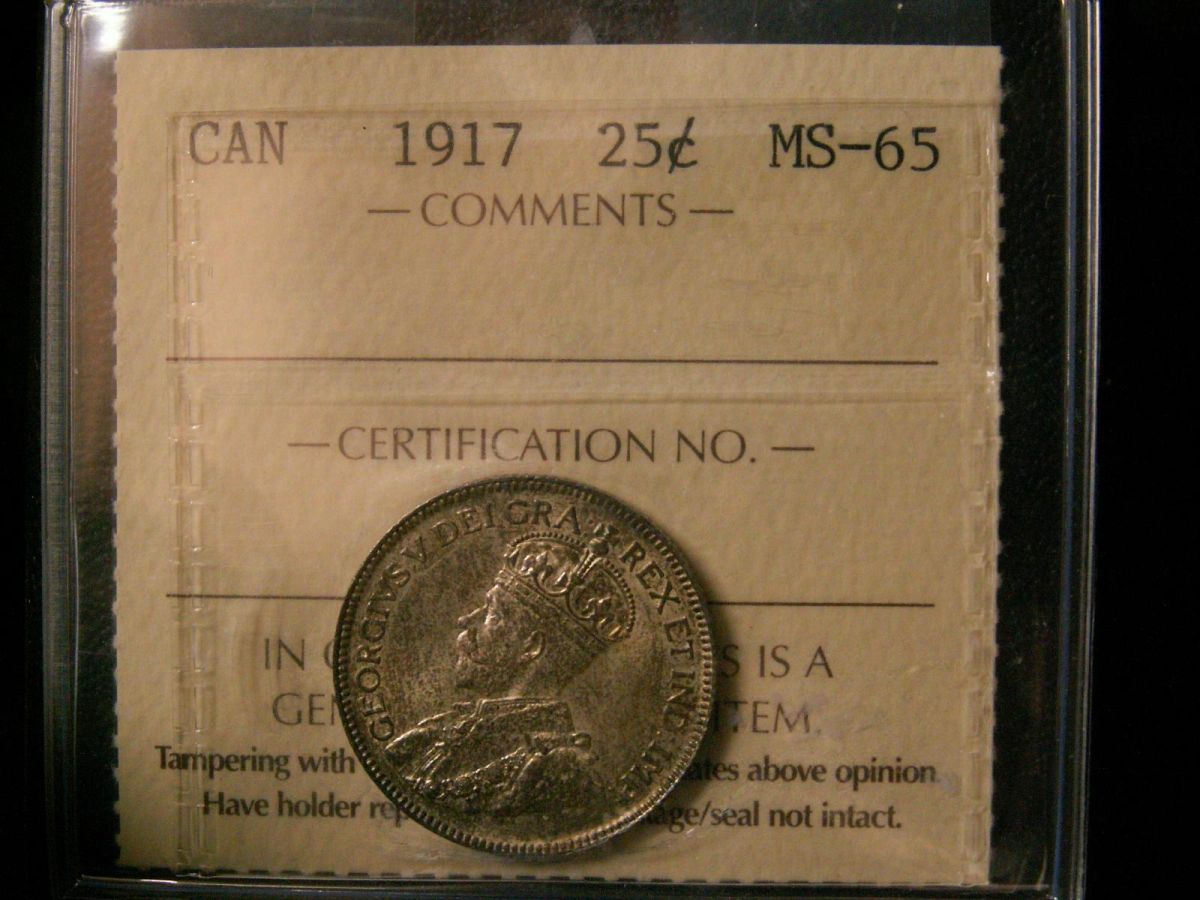 CAN 1917 25¢ MS-65
— COMMENTS —
— CERTIFICATION NO. —
GEORGIVS V DEI GRA: REX ET IND: IMP:
IN S IS A
GEN ITEM.
Tampering with ates above opinion
Have holder rep age/seal not intact.